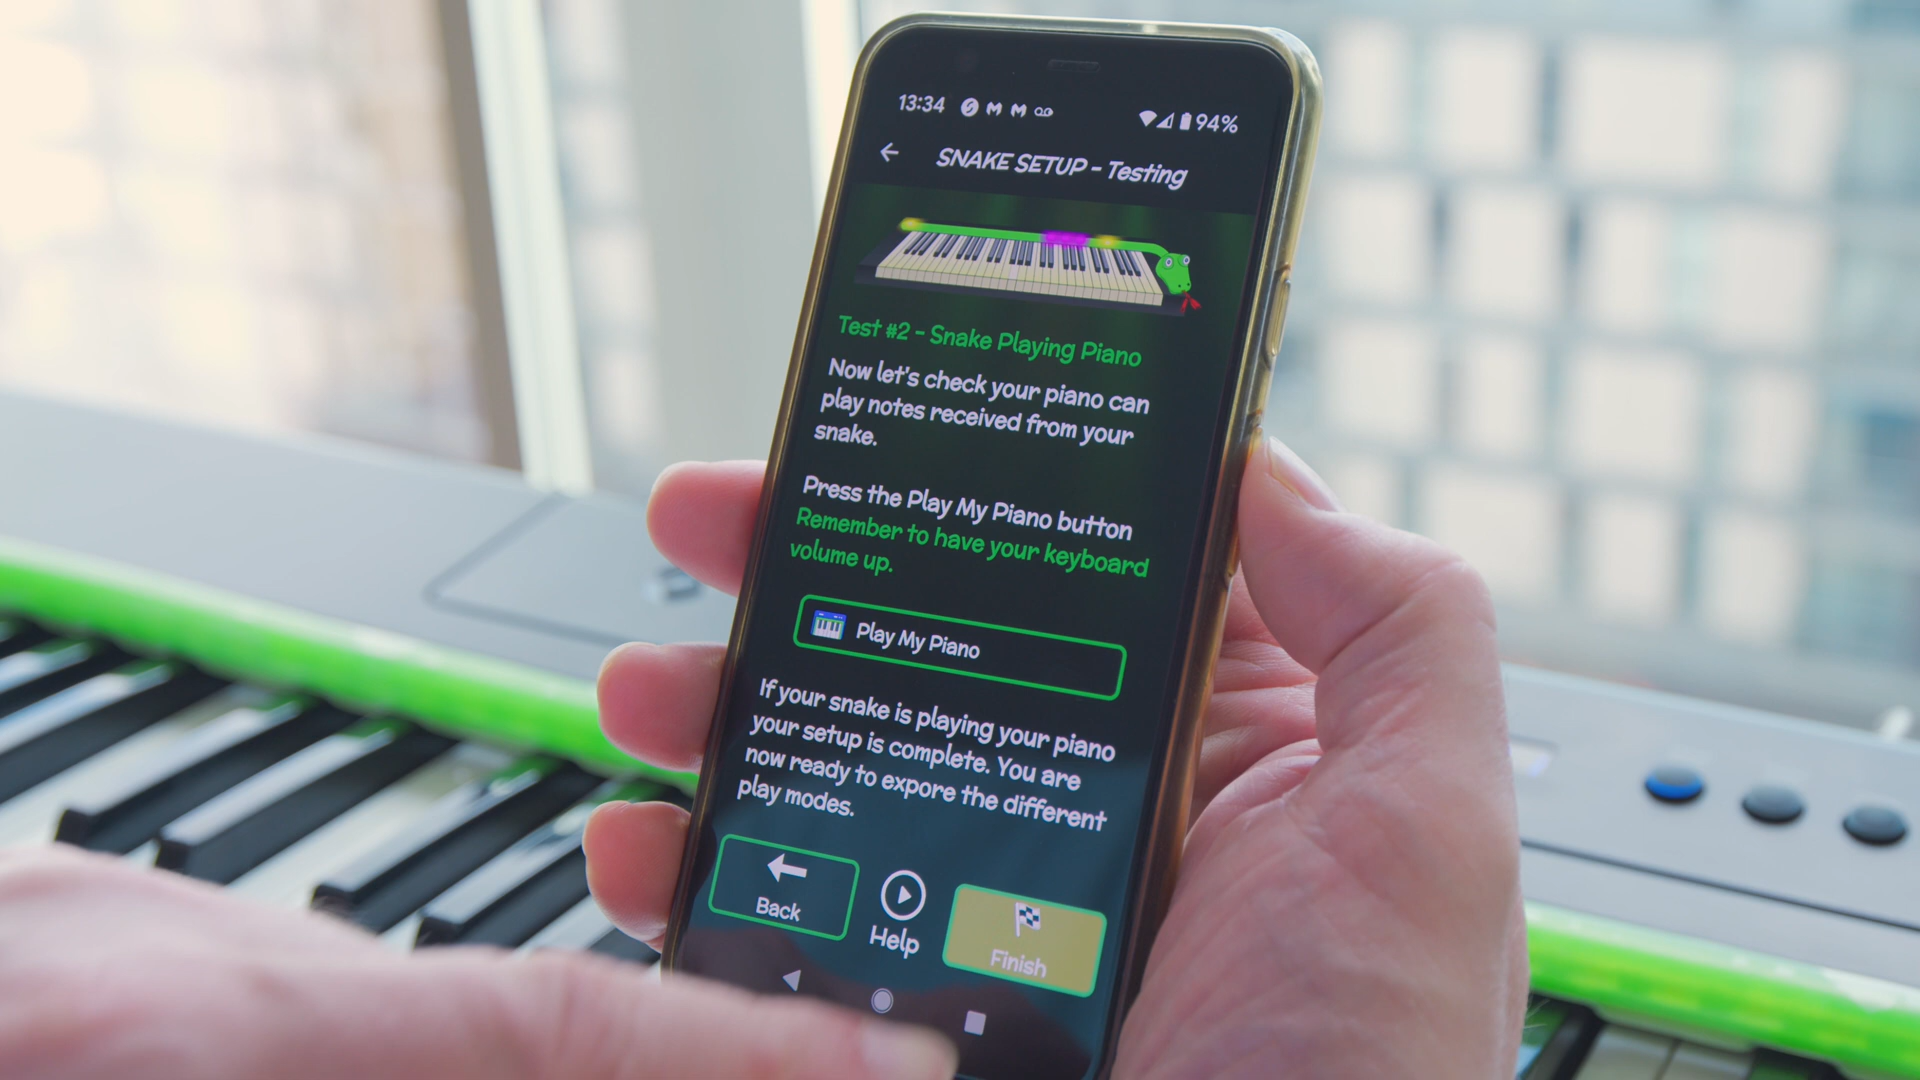 13:34 94%
SNAKE SETUP - Testing
Test #2 - Snake Playing Piano
Now let's check your piano can
play notes received from your
snake.
Press the Play My Piano button
Remember to have your keyboard
volume up.
Play My Piano
If your snake is playing your piano
your setup is complete. You are
now ready to expore the different
play modes.
Back
Help
Finish